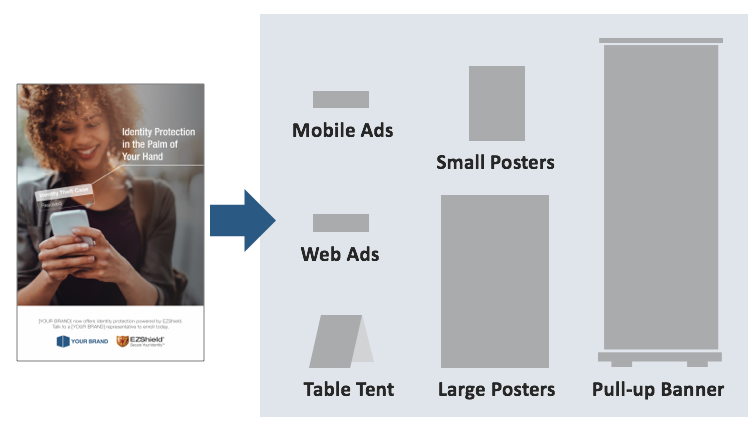 Identity Protection
in the Palm of
Your Hand
Identity Theft Case
Resolved
[YOUR BRAND] now offers identity protection powered by EZShield.
Talk to a [YOUR BRAND] representative to enroll today.
YOUR BRAND
EZShield
Secure Your Identity
Mobile Ads
Small Posters
Web Ads
Table Tent
Large Posters
Pull-up Banner